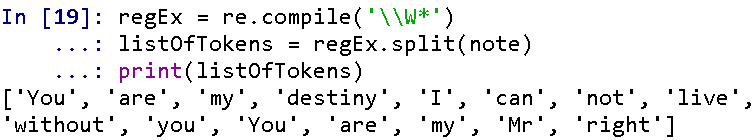 In [19]: regEx = re.compile('\\W*')
    ...: listOfTokens = regEx.split(note)
    ...: print(listOfTokens)
['You', 'are', 'my', 'destiny', 'I', 'can', 'not', 'live',
'without', 'you', 'You', 'are', 'my', 'Mr', 'right']